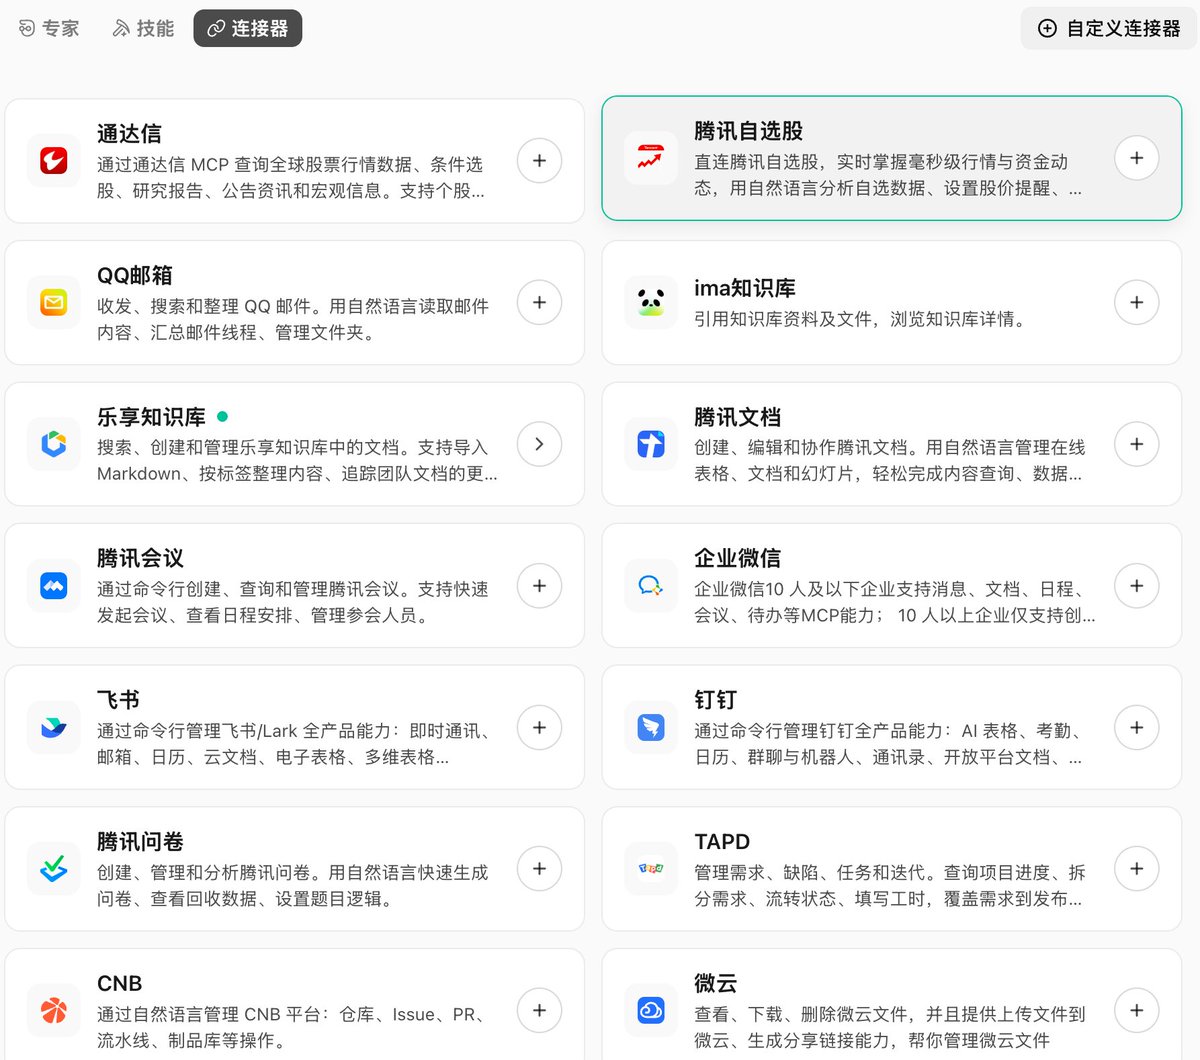 专家
技能
连接器
自定义连接器
通达信
通过通达信 MCP 查询全球股票行情数据、条件选
股、研究报告、公告资讯和宏观信息。支持个股...
腾讯自选股
直连腾讯自选股，实时掌握毫秒级行情与资金动
态，用自然语言分析自选数据、设置股价提醒、...
QQ邮箱
收发、搜索和整理 QQ 邮件。用自然语言读取邮件
内容、汇总邮件线程、管理文件夹。
ima知识库
引用知识库资料及文件，浏览知识库详情。
乐享知识库
搜索、创建和管理乐享知识库中的文档。支持导入
Markdown、按标签整理内容、追踪团队文档的更...
腾讯文档
创建、编辑和协作腾讯文档。用自然语言管理在线
表格、文档和幻灯片，轻松完成内容查询、数据...
腾讯会议
通过命令行创建、查询和管理腾讯会议。支持快速
发起会议、查看日程安排、管理参会人员。
企业微信
企业微信10 人及以下企业支持消息、文档、日程、
会议、待办等MCP能力； 10 人以上企业仅支持创...
飞书
通过命令行管理飞书/Lark 全产品能力：即时通讯、
邮箱、日历、云文档、电子表格、多维表格...
钉钉
通过命令行管理钉钉全产品能力：AI 表格、考勤、
日历、群聊与机器人、通讯录、开放平台文档、...
腾讯问卷
创建、管理和分析腾讯问卷。用自然语言快速生成
问卷、查看回收数据、设置题目逻辑。
TAPD
TAPD
管理需求、缺陷、任务和迭代。查询项目进度、拆
分需求、流转状态、填写工时，覆盖需求到发布...
CNB
通过自然语言管理 CNB 平台：仓库、Issue、PR、
流水线、制品库等操作。
微云
查看、下载、删除微云文件，并且提供上传文件到
微云、生成分享链接能力，帮你管理微云文件